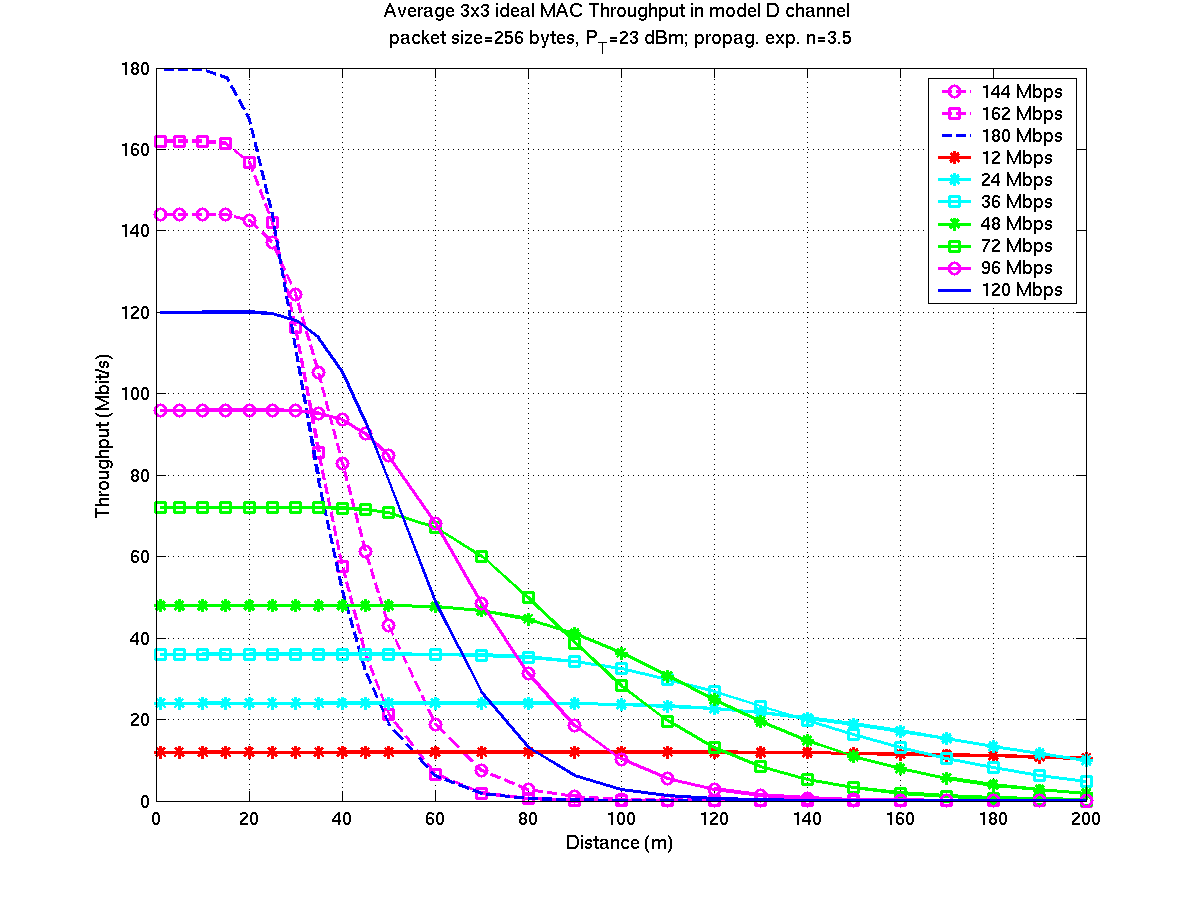 Average 3x3 ideal MAC Throughput in model D channel
packet size=256 bytes, P_T=23 dBm; propag. exp. n=3.5
180
160
140
120
100
80
60
40
20
0
Throughput (Mbit/s)
144 Mbps
162 Mbps
180 Mbps
12 Mbps
24 Mbps
36 Mbps
48 Mbps
72 Mbps
96 Mbps
120 Mbps
0 20 40 60 80 100 120 140 160 180 200
Distance (m)